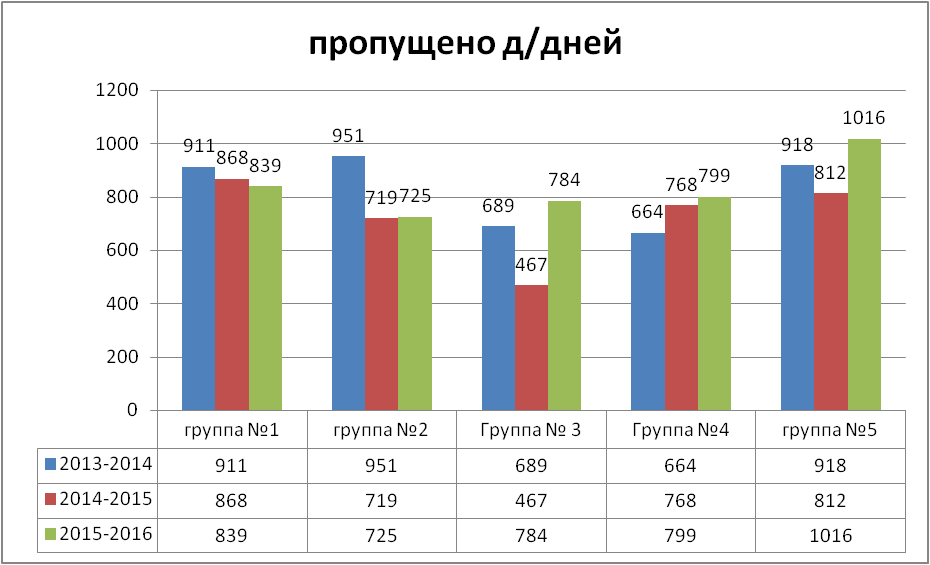 пропущено д/дней
1200
1000
800
600
400
200
0
911 868 839
951 719 725
689 467 784
664 768 799
918 812 1016
группа №1 группа №2 Группа № 3 Группа №4 группа №5
2013-2014 911 951 689 664 918
2014-2015 868 719 467 768 812
2015-2016 839 725 784 799 1016